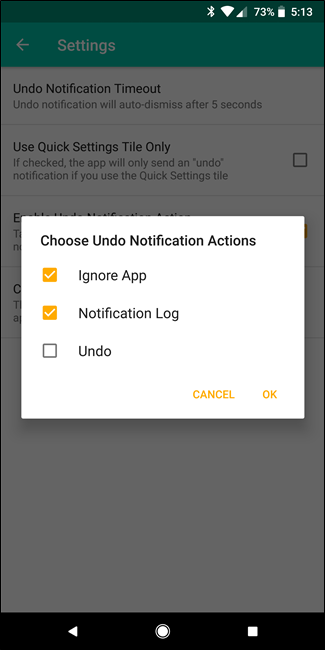 73% 5:13
Settings
Undo Notification Timeout
Undo notification will auto-dismiss after 5 seconds
Use Quick Settings Tile Only
If checked, the app will only send an "undo"
notification if you use the Quick Settings tile
Enable Undo Notification Action
Choose Undo Notification Actions
Ignore App
Notification Log
Undo
CANCEL OK